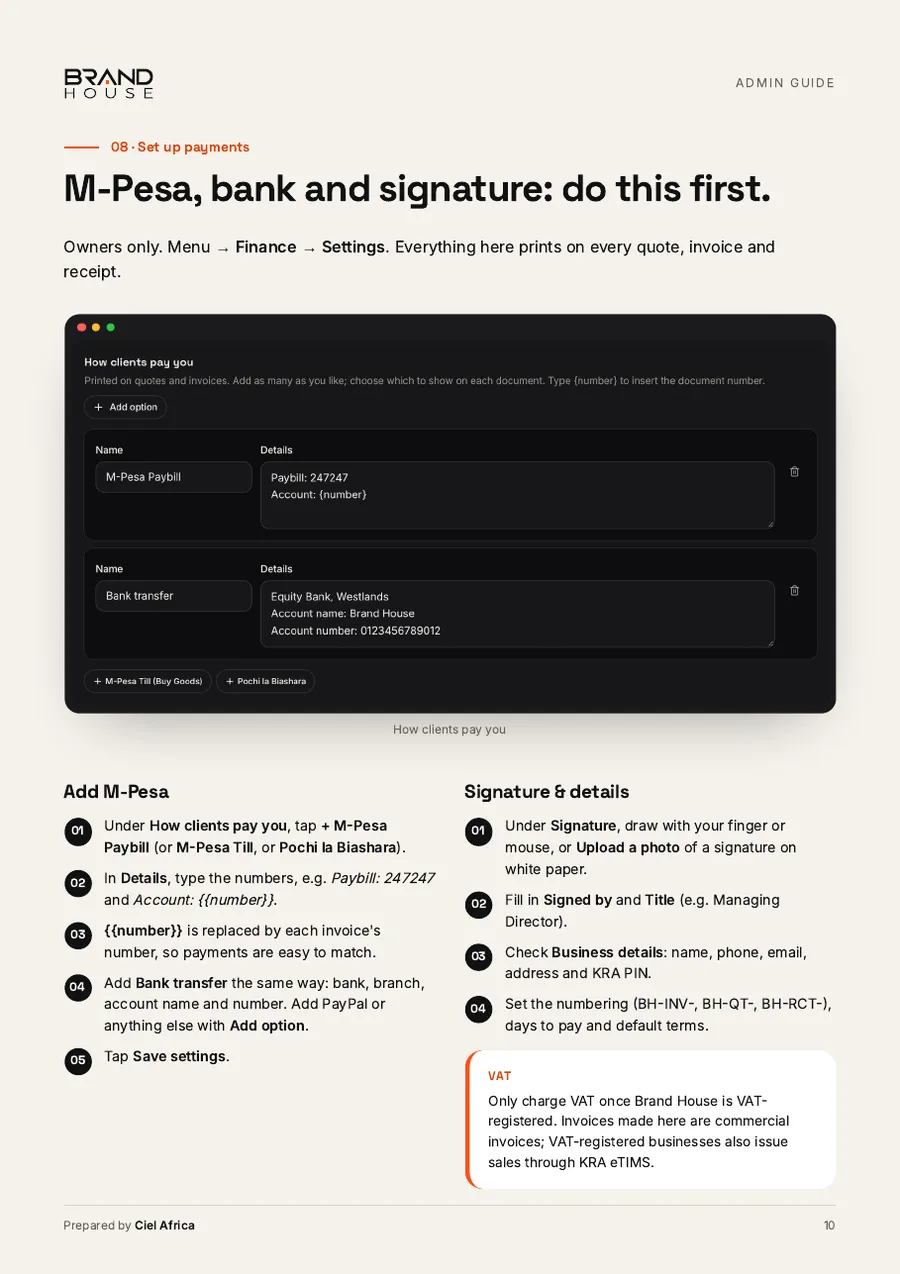 BRAND
HOUSE
ADMIN GUIDE
08 · Set up payments
M-Pesa, bank and signature: do this first.
Owners only. Menu → Finance → Settings. Everything here prints on every quote, invoice and
receipt.
How clients pay you
Printed on quotes and invoices. Add as many as you like; choose which to show on each document. Type {number} to insert the document number.
+ Add option
Name
Details
M-Pesa Paybill
Paybill: 247247
Account: {number}
Name
Details
Bank transfer
Equity Bank, Westlands
Account name: Brand House
Account number: 0123456789012
+ M-Pesa Till (Buy Goods)
+ Pochi la Biashara
How clients pay you
Add M-Pesa
01 Under How clients pay you, tap + M-Pesa
Paybill (or M-Pesa Till, or Pochi la Biashara).
02 In Details, type the numbers, e.g. Paybill: 247247
and Account: {{number}}.
03 {{number}} is replaced by each invoice's
number, so payments are easy to match.
04 Add Bank transfer the same way: bank, branch,
account name and number. Add PayPal or
anything else with Add option.
05 Tap Save settings.
Signature & details
01 Under Signature, draw with your finger or
mouse, or Upload a photo of a signature on
white paper.
02 Fill in Signed by and Title (e.g. Managing
Director).
03 Check Business details: name, phone, email,
address and KRA PIN.
04 Set the numbering (BH-INV-, BH-QT-, BH-RCT-),
days to pay and default terms.
VAT
Only charge VAT once Brand House is VAT-
registered. Invoices made here are commercial
invoices; VAT-registered businesses also issue
sales through KRA eTIMS.
Prepared by Ciel Africa
10